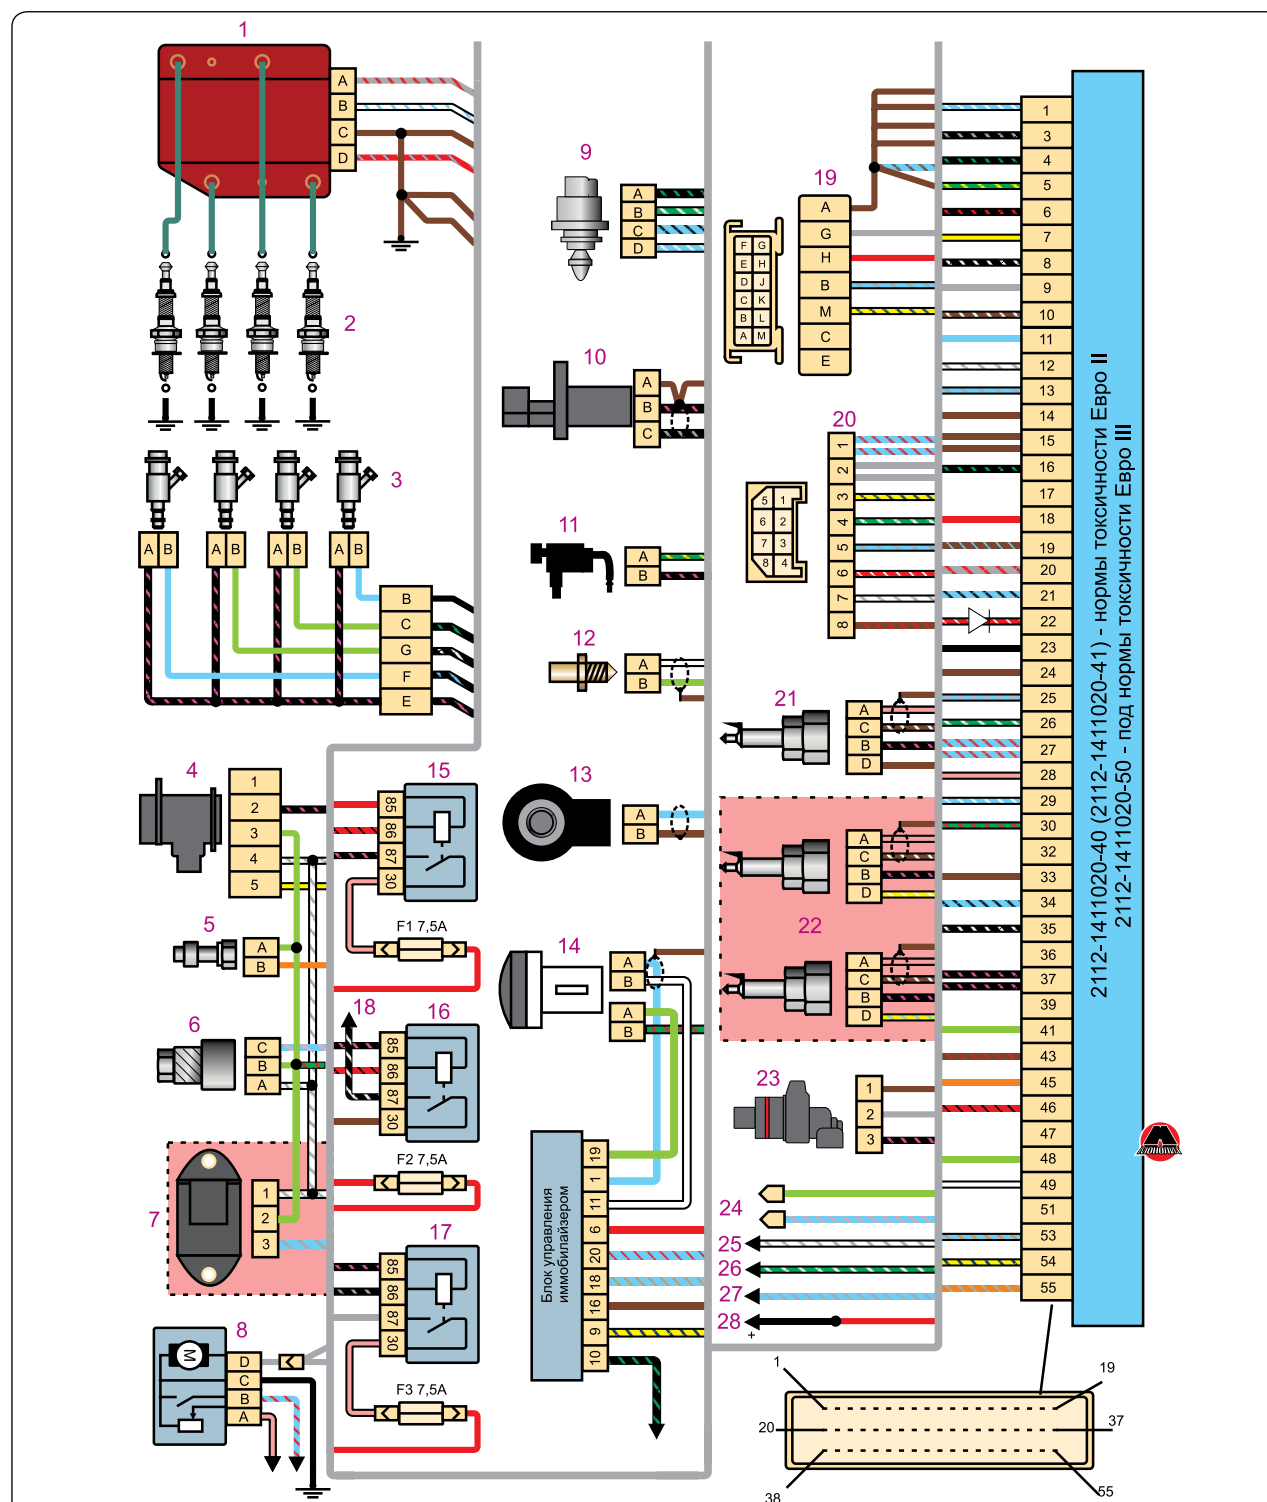 1
A
B
C
D
2
3
A B
A B
A B
A B
B
C
G
F
E
4
1
2
3
4
5
5
A
B
6
C
B
A
7
1
2
3
8
M
D
C
B
A
9
A
B
C
D
10
A
B
C
11
A
B
12
A
B
13
A
B
14
A
B
A
B
15
85
86
87
30
F1 7,5A
16
18
85
86
87
30
F2 7,5A
17
85
86
87
30
F3 7,5A
Блок управления
иммобилайзером
19
1
11
6
20
18
16
9
10
19
F G
E H
D J
C K
B L
A M
A
G
H
B
M
C
E
20
5 1
6 2
7 3
8 4
1
2
3
4
5
6
7
8
21
A
C
B
D
22
A
C
B
D
A
C
B
D
23
1
2
3
24
25
26
27
28
+
1
3
4
5
6
7
8
9
10
11
12
13
14
15
16
17
18
19
20
21
22
23
24
25
26
27
28
29
30
32
33
34
35
36
37
39
41
43
45
46
47
48
49
51
53
54
55
2112-1411020-40 (2112-1411020-41) - нормы токсичности Евро II
2112-1411020-50 - под нормы токсичности Евро III
1
19
20
37
38
55